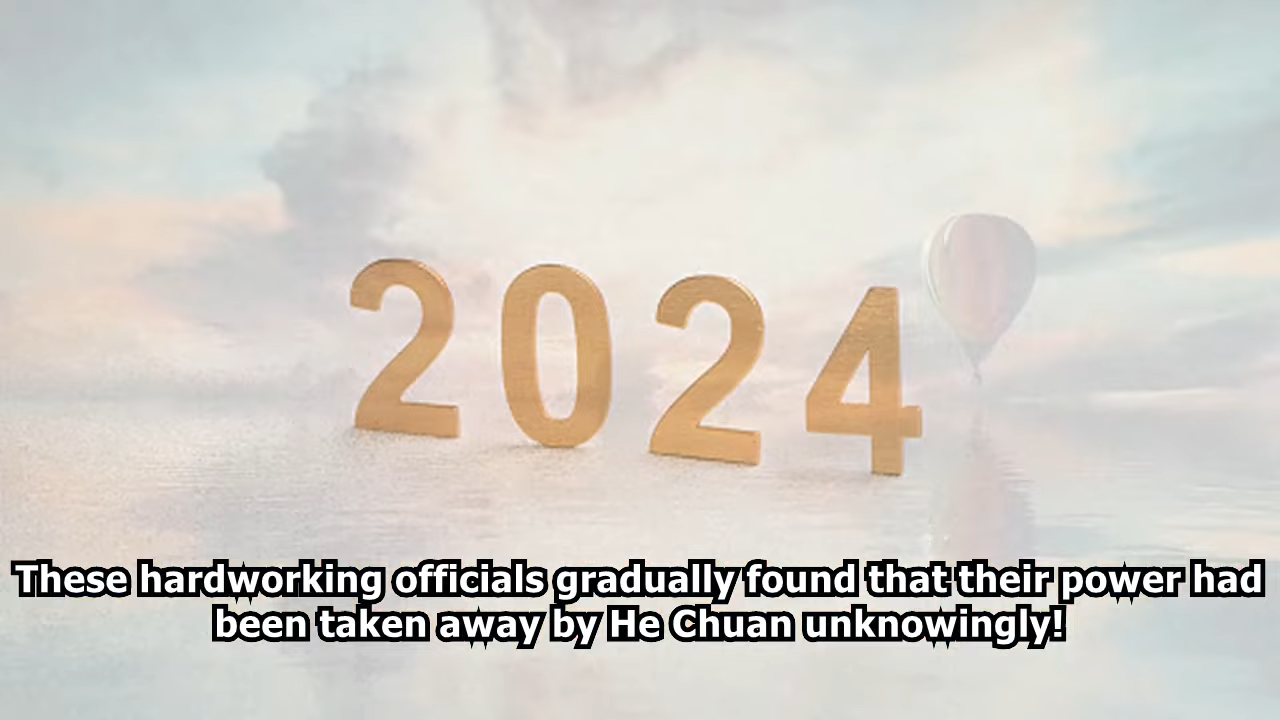 2024
These hardworking officials gradually found that their power had
been taken away by He Chuan unknowingly!